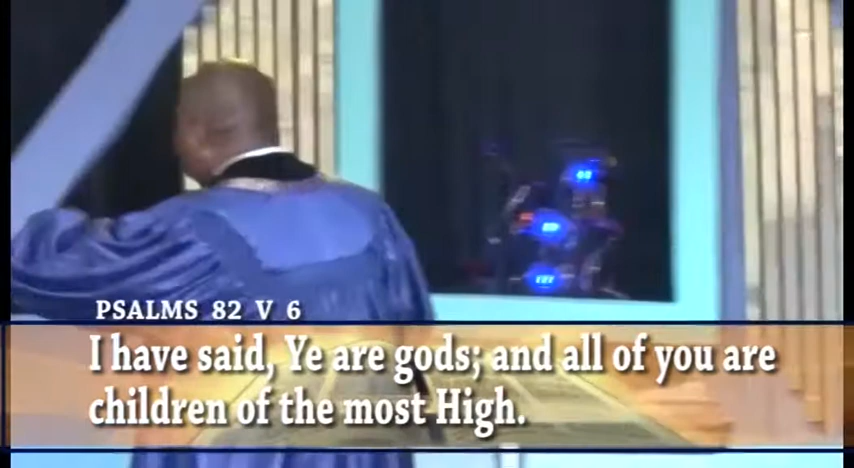 PSALMS 82 V 6
I have said, Ye are gods; and all of you are
children of the most High.